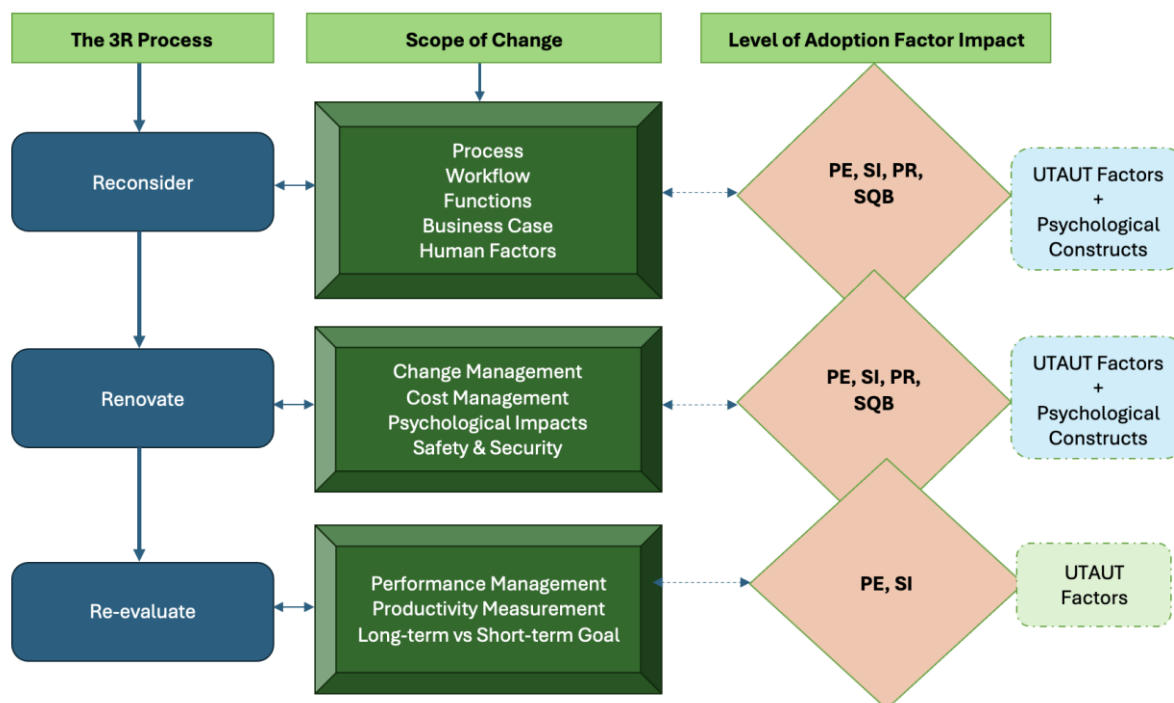 The 3R Process
Scope of Change
Level of Adoption Factor Impact
Reconsider
Process
Workflow
Functions
Business Case
Human Factors
PE, SI, PR,
SQB
UTAUT Factors
+
Psychological
Constructs
Renovate
Change Management
Cost Management
Psychological Impacts
Safety & Security
PE, SI, PR,
SQB
UTAUT Factors
+
Psychological
Constructs
Re-evaluate
Performance Management
Productivity Measurement
Long-term vs Short-term Goal
PE, SI
UTAUT
Factors